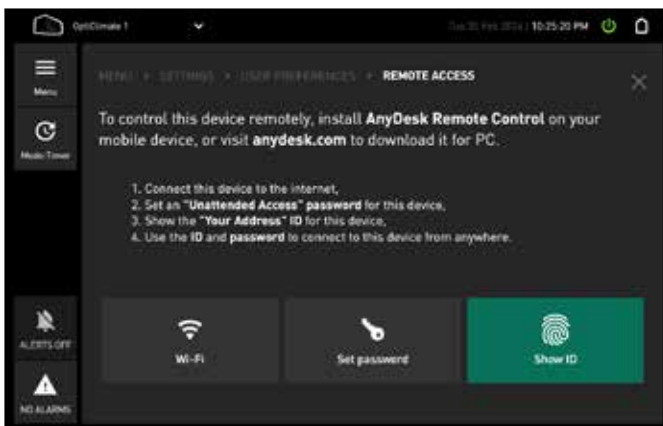 OptiClimate 1
10:25:20 PM
Menu
MENU • SETTINGS • USER PREFERENCES • REMOTE ACCESS
Mode/Timer
To control this device remotely, install AnyDesk Remote Control on your
mobile device, or visit anydesk.com to download it for PC.
1. Connect this device to the internet,
2. Set an "Unattended Access" password for this device,
3. Show the "Your Address" ID for this device,
4. Use the ID and password to connect to this device from anywhere.
ALERTS OFF
Wi-Fi
Set password
Show ID
NO ALARMS